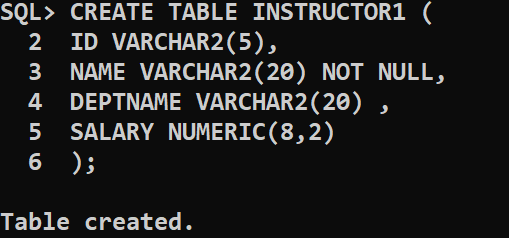 SQL> CREATE TABLE INSTRUCTOR1 (
  2  ID VARCHAR2(5),
  3  NAME VARCHAR2(20) NOT NULL,
  4  DEPTNAME VARCHAR2(20) ,
  5  SALARY NUMERIC(8,2)
  6  );
Table created.